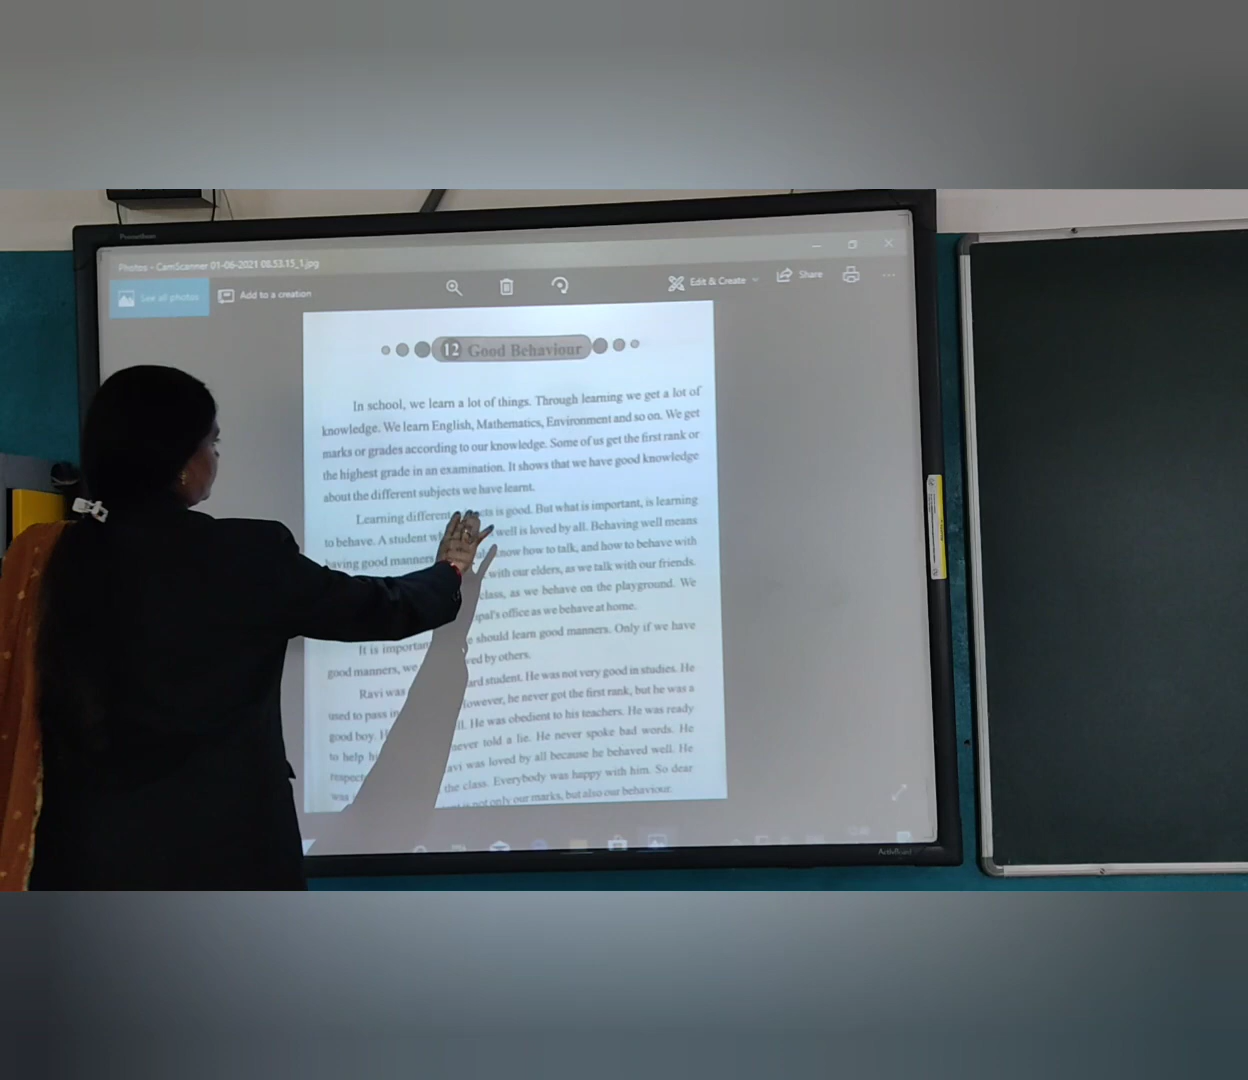 Promethean
Photos - CamScanner 01-06-2021 08.53.15_1.jpg
See all photos
Add to a creation
Edit & Create
Share
12 Good Behaviour
In school, we learn a lot of things. Through learning we get a lot of
knowledge. We learn English, Mathematics, Environment and so on. We get
marks or grades according to our knowledge. Some of us get the first rank or
the highest grade in an examination. It shows that we have good knowledge
about the different subjects we have learnt.
Learning different is good. But what is important, is learning
to behave. A student well is loved by all. Behaving well means
having good manners know how to talk, and how to behave with
with our elders, as we talk with our friends.
class, as we behave on the playground. We
office as we behave at home.
It is important should learn good manners. Only if we have
good manners, we by others.
Ravi was student. He was not very good in studies. He
used to pass in However, he never got the first rank, but he was a
good boy. He was obedient to his teachers. He was ready
to help never told a lie. He never spoke bad words. He
was loved by all because he behaved well. He
was the class. Everybody was happy with him. So dear
is not only our marks, but also our behaviour.
ActivBoard